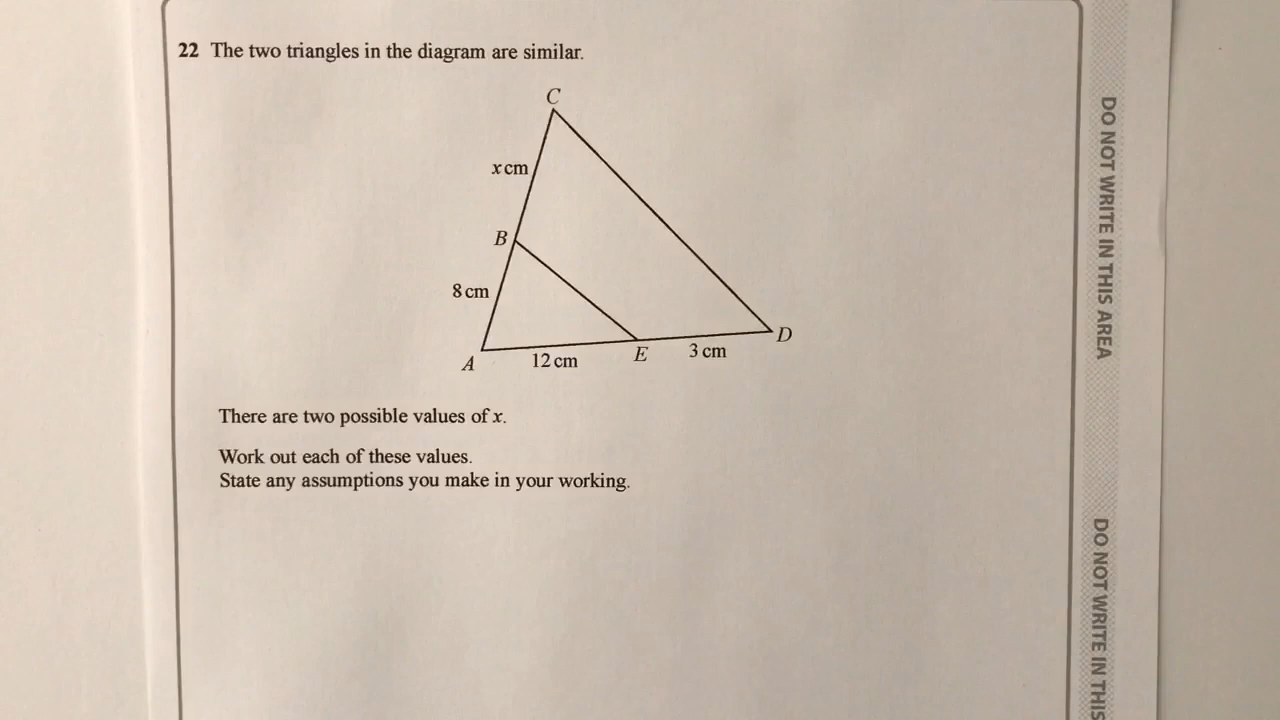 22 The two triangles in the diagram are similar.
C
x cm
B
8 cm
A
12 cm
E
3 cm
D
There are two possible values of x.
Work out each of these values.
State any assumptions you make in your working.
DO NOT WRITE IN THIS AREA
DO NOT WRITE IN THIS